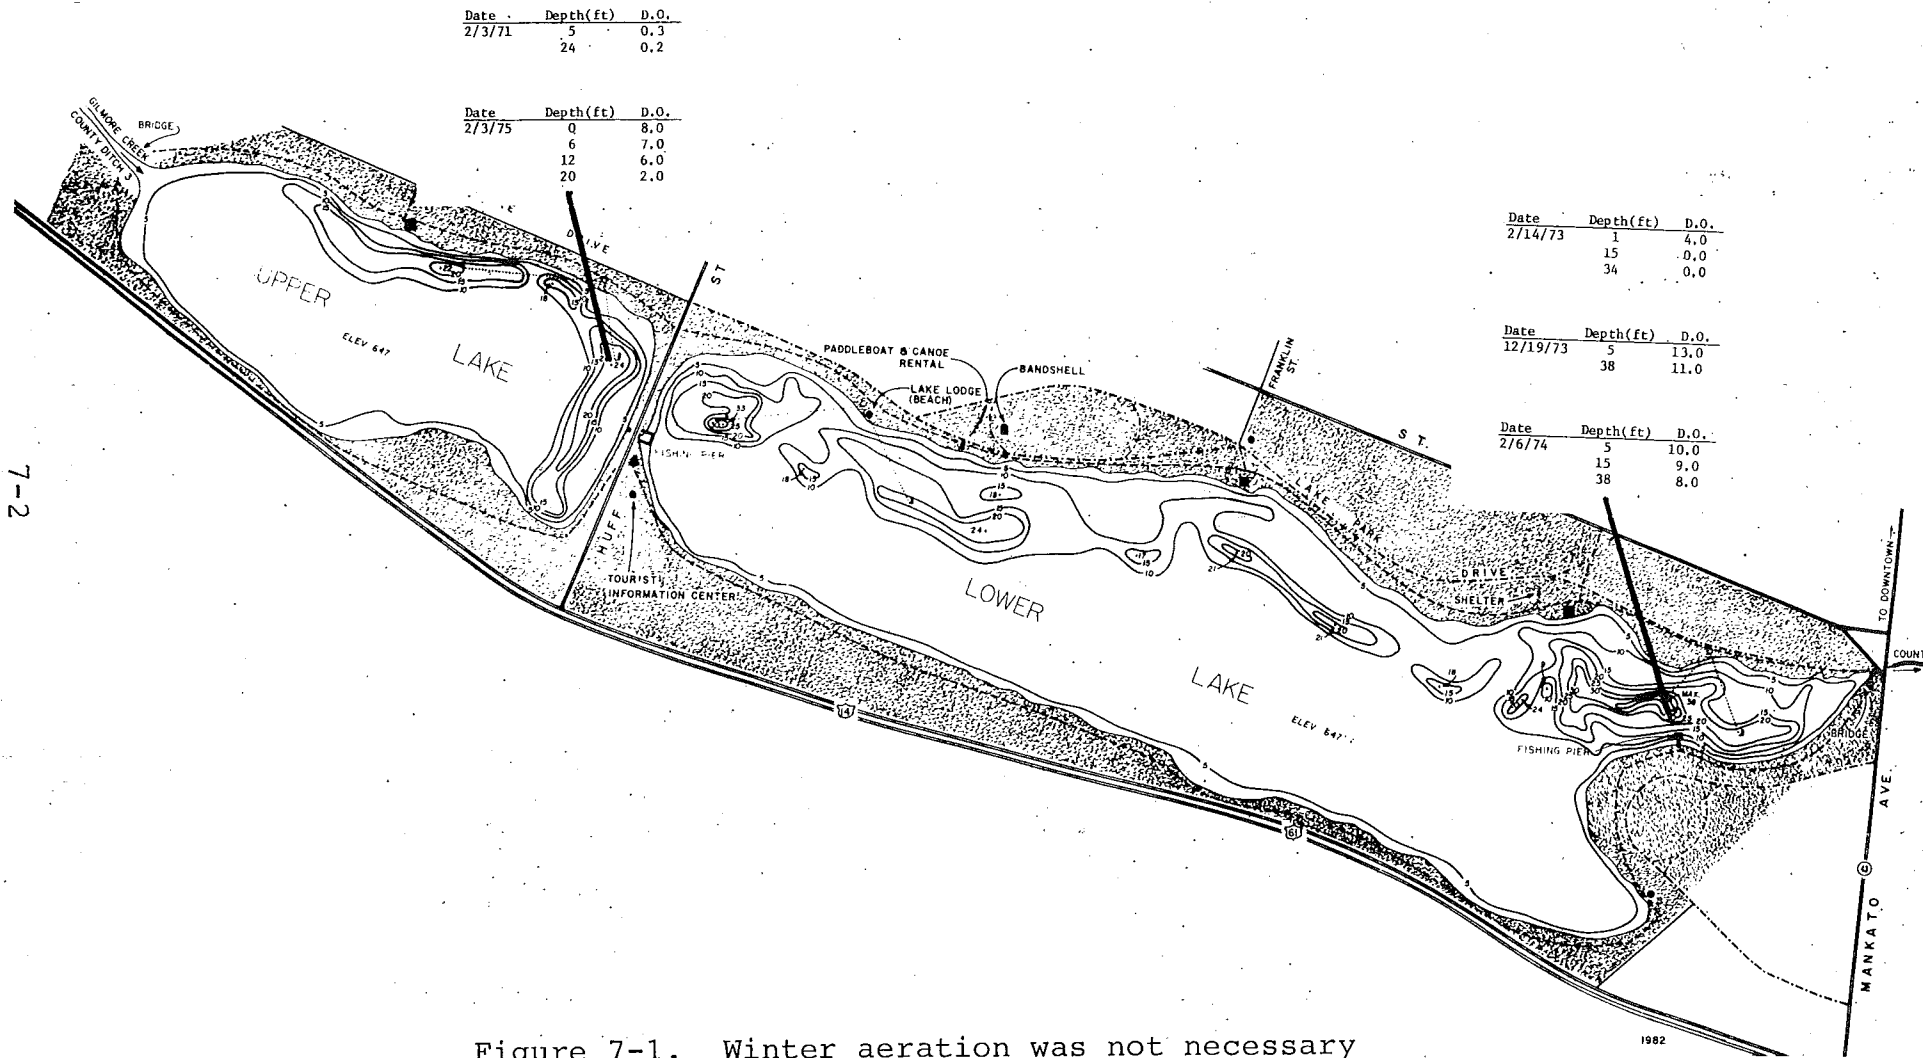 Date Depth(ft) D.O.
2/3/71 5 0.3
24 0.2
Date Depth(ft) D.O.
2/3/75 0 8.0
6 7.0
12 6.0
20 2.0
Date Depth(ft) D.O.
2/14/73 1 4.0
15 0.0
34 0.0
Date Depth(ft) D.O.
12/19/73 5 13.0
38 11.0
Date Depth(ft) D.O.
2/6/74 5 10.0
15 9.0
38 8.0
GILMORE CREEK
COUNTY DITCH 3
BRIDGE
DRIVE
ST
UPPER
LAKE
ELEV 647
PADDLEBOAT & CANOE
RENTAL
BANDSHELL
LAKE LODGE
(BEACH)
FRANKLIN
ST.
ST.
FISHING PIER
HUFF
TOURIST
INFORMATION CENTER
LAKE PARK
DRIVE
SHELTER
LOWER
LAKE
ELEV 647
MAX.
38
FISHING PIER
BRIDGE
TO DOWNTOWN
COUNT
MANKATO AVE.
43
14
61
7-2
1982
Figure 7-1. Winter aeration was not necessary